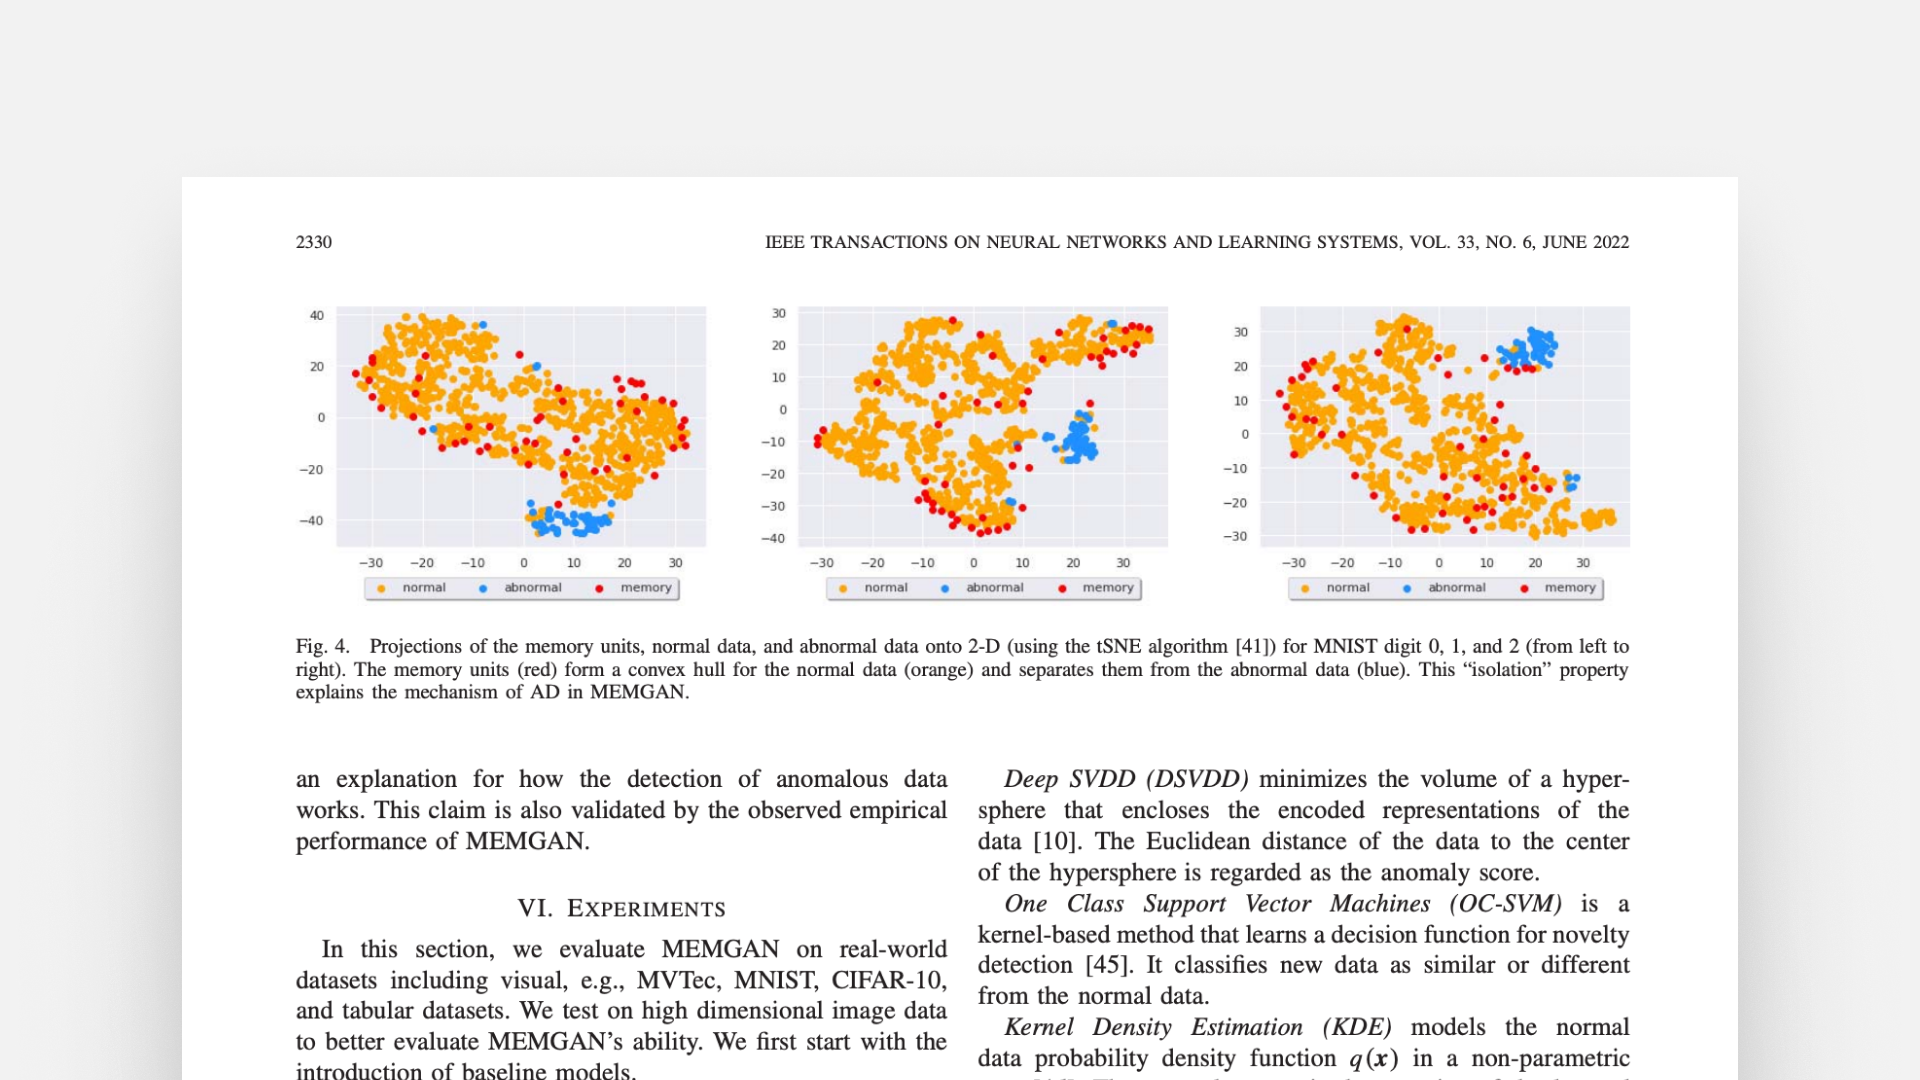 2330
IEEE TRANSACTIONS ON NEURAL NETWORKS AND LEARNING SYSTEMS, VOL. 33, NO. 6, JUNE 2022
40
20
0
−20
−40
−30 −20 −10 0 10 20 30
normal abnormal memory
30
20
10
0
−10
−20
−30
−40
−30 −20 −10 0 10 20 30
normal abnormal memory
30
20
10
0
−10
−20
−30
−30 −20 −10 0 10 20 30
normal abnormal memory
Fig. 4. Projections of the memory units, normal data, and abnormal data onto 2-D (using the tSNE algorithm [41]) for MNIST digit 0, 1, and 2 (from left to
right). The memory units (red) form a convex hull for the normal data (orange) and separates them from the abnormal data (blue). This “isolation” property
explains the mechanism of AD in MEMGAN.
an explanation for how the detection of anomalous data
works. This claim is also validated by the observed empirical
performance of MEMGAN.
VI. EXPERIMENTS
In this section, we evaluate MEMGAN on real-world
datasets including visual, e.g., MVTec, MNIST, CIFAR-10,
and tabular datasets. We test on high dimensional image data
to better evaluate MEMGAN’s ability. We first start with the
introduction of baseline models.
Deep SVDD (DSVDD) minimizes the volume of a hyper-
sphere that encloses the encoded representations of the
data [10]. The Euclidean distance of the data to the center
of the hypersphere is regarded as the anomaly score.
One Class Support Vector Machines (OC-SVM) is a
kernel-based method that learns a decision function for novelty
detection [45]. It classifies new data as similar or different
from the normal data.
Kernel Density Estimation (KDE) models the normal
data probability density function q(x) in a non-parametric